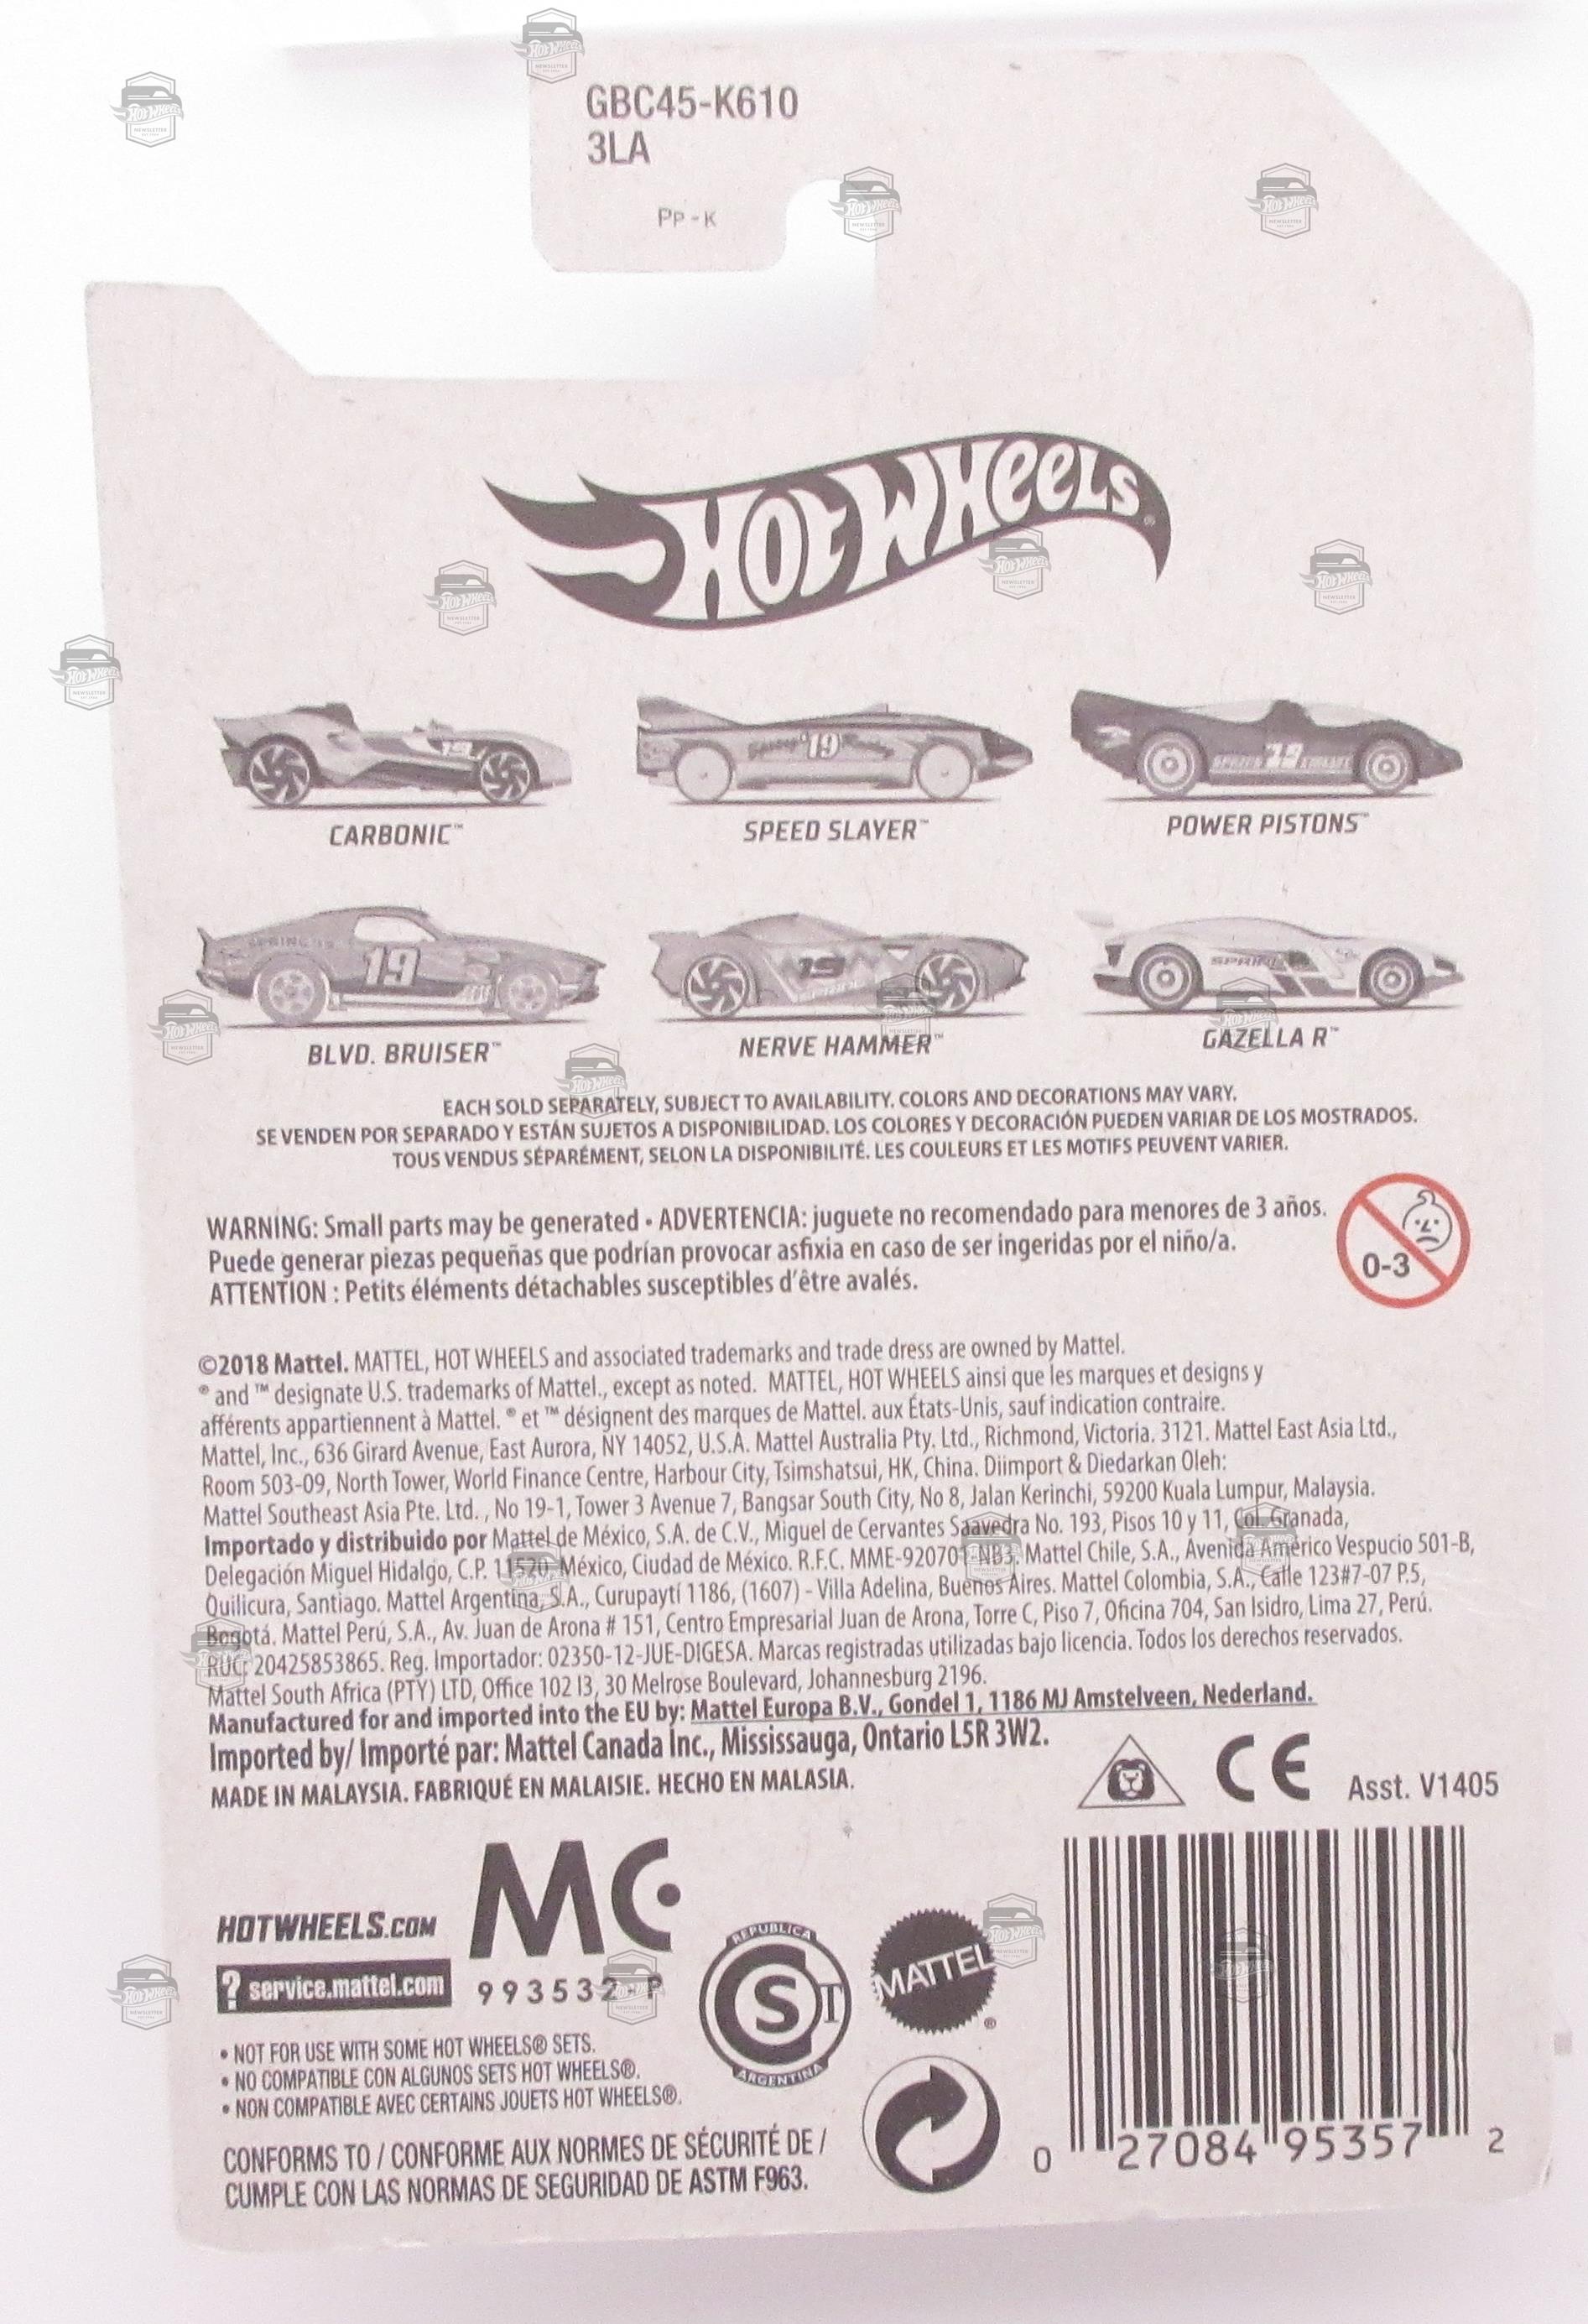 GBC45-K610
3LA
PP-K
HOT WHEELS®
CARBONIC™
SPEED SLAYER™
POWER PISTONS™
BLVD. BRUISER™
NERVE HAMMER™
GAZELLA R™
EACH SOLD SEPARATELY, SUBJECT TO AVAILABILITY. COLORS AND DECORATIONS MAY VARY.
SE VENDEN POR SEPARADO Y ESTÁN SUJETOS A DISPONIBILIDAD. LOS COLORES Y DECORACIÓN PUEDEN VARIAR DE LOS MOSTRADOS.
TOUS VENDUS SÉPARÉMENT, SELON LA DISPONIBILITÉ. LES COULEURS ET LES MOTIFS PEUVENT VARIER.
WARNING: Small parts may be generated • ADVERTENCIA: juguete no recomendado para menores de 3 años.
Puede generar piezas pequeñas que podrían provocar asfixia en caso de ser ingeridas por el niño/a.
ATTENTION : Petits éléments détachables susceptibles d'être avalés.
0-3
©2018 Mattel. MATTEL, HOT WHEELS and associated trademarks and trade dress are owned by Mattel.
® and ™ designate U.S. trademarks of Mattel., except as noted. MATTEL, HOT WHEELS ainsi que les marques et designs y
afférents appartiennent à Mattel. ® et ™ désignent des marques de Mattel. aux États-Unis, sauf indication contraire.
Mattel, Inc., 636 Girard Avenue, East Aurora, NY 14052, U.S.A. Mattel Australia Pty. Ltd., Richmond, Victoria. 3121. Mattel East Asia Ltd.,
Room 503-09, North Tower, World Finance Centre, Harbour City, Tsimshatsui, HK, China. Diimport & Diedarkan Oleh:
Mattel Southeast Asia Pte. Ltd. , No 19-1, Tower 3 Avenue 7, Bangsar South City, No 8, Jalan Kerinchi, 59200 Kuala Lumpur, Malaysia.
Importado y distribuido por Mattel de México, S.A. de C.V., Miguel de Cervantes Saavedra No. 193, Pisos 10 y 11, Col. Granada,
Delegación Miguel Hidalgo, C.P. 11520, México, Ciudad de México. R.F.C. MME-920701-NB3. Mattel Chile, S.A., Avenida Américo Vespucio 501-B,
Quilicura, Santiago. Mattel Argentina, S.A., Curupaytí 1186, (1607) - Villa Adelina, Buenos Aires. Mattel Colombia, S.A., Calle 123#7-07 P.5,
Bogotá. Mattel Perú, S.A., Av. Juan de Arona # 151, Centro Empresarial Juan de Arona, Torre C, Piso 7, Oficina 704, San Isidro, Lima 27, Perú.
RUC: 20425853865. Reg. Importador: 02350-12-JUE-DIGESA. Marcas registradas utilizadas bajo licencia. Todos los derechos reservados.
Mattel South Africa (PTY) LTD, Office 102 I3, 30 Melrose Boulevard, Johannesburg 2196.
Manufactured for and imported into the EU by: Mattel Europa B.V., Gondel 1, 1186 MJ Amstelveen, Nederland.
Imported by/ Importé par: Mattel Canada Inc., Mississauga, Ontario L5R 3W2.
MADE IN MALAYSIA. FABRIQUÉ EN MALAISIE. HECHO EN MALASIA.
CE
Asst. V1405
HOTWHEELS.COM
? service.mattel.com
MC
993532-P
REPUBLICA
S T
ARGENTINA
MATTEL
®
• NOT FOR USE WITH SOME HOT WHEELS® SETS.
• NO COMPATIBLE CON ALGUNOS SETS HOT WHEELS®.
• NON COMPATIBLE AVEC CERTAINS JOUETS HOT WHEELS®.
CONFORMS TO / CONFORME AUX NORMES DE SÉCURITÉ DE /
CUMPLE CON LAS NORMAS DE SEGURIDAD DE ASTM F963.
0 27084 95357 2